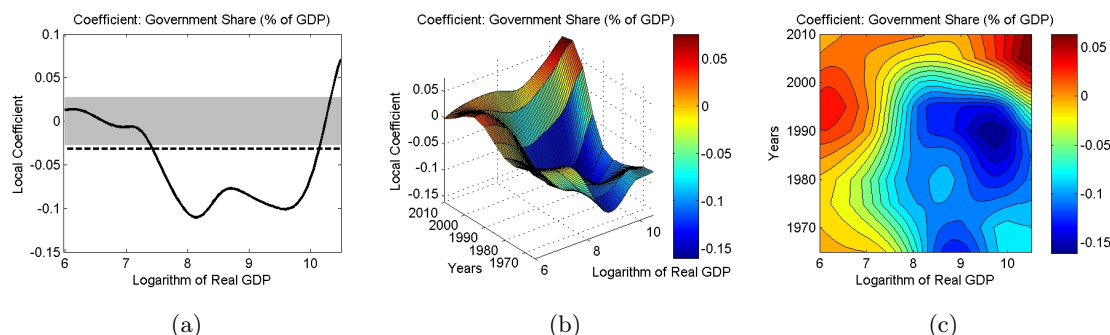 Coefficient: Government Share (% of GDP)
0.1
0.05
0
-0.05
-0.1
-0.15
6 7 8 9 10
Local Coefficient
Logarithm of Real GDP
(a)
Coefficient: Government Share (% of GDP)
0.05
0
-0.05
-0.1
-0.15
Local Coefficient
2010
2000
1990
1980
1970
Years
6 8 10
Logarithm of Real GDP
0.05
0
-0.05
-0.1
-0.15
(b)
Coefficient: Government Share (% of GDP)
2010
2000
1990
1980
1970
Years
6 7 8 9 10
Logarithm of Real GDP
0.05
0
-0.05
-0.1
-0.15
(c)